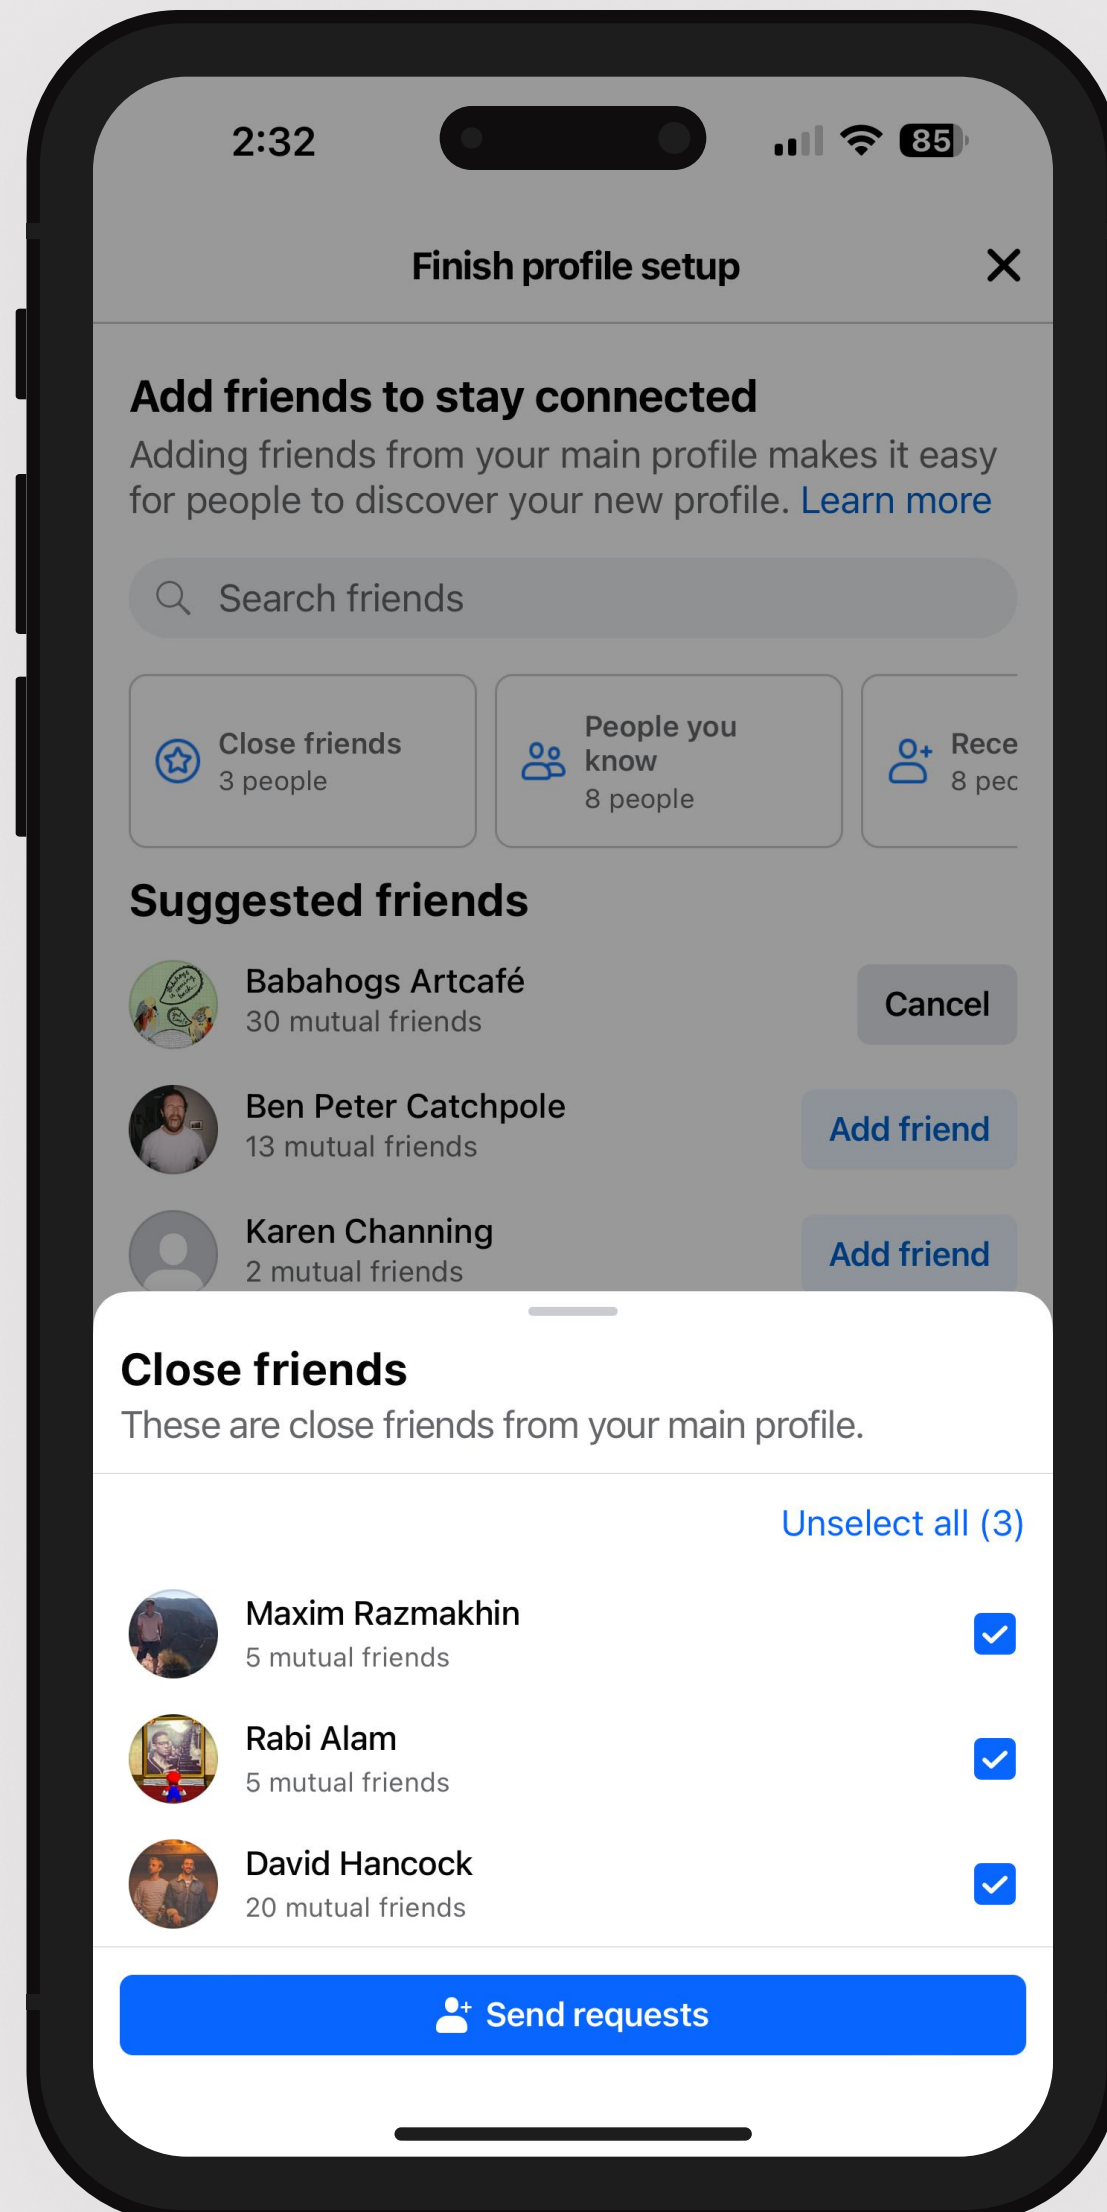 2:32
85
Finish profile setup
Add friends to stay connected
Adding friends from your main profile makes it easy
for people to discover your new profile. Learn more
Search friends
Close friends
3 people
People you
know
8 people
Rece
8 pec
Suggested friends
Babahogs Artcafé
30 mutual friends
Cancel
Ben Peter Catchpole
13 mutual friends
Add friend
Karen Channing
2 mutual friends
Add friend
Close friends
These are close friends from your main profile.
Unselect all (3)
Maxim Razmakhin
5 mutual friends
Rabi Alam
5 mutual friends
David Hancock
20 mutual friends
Send requests